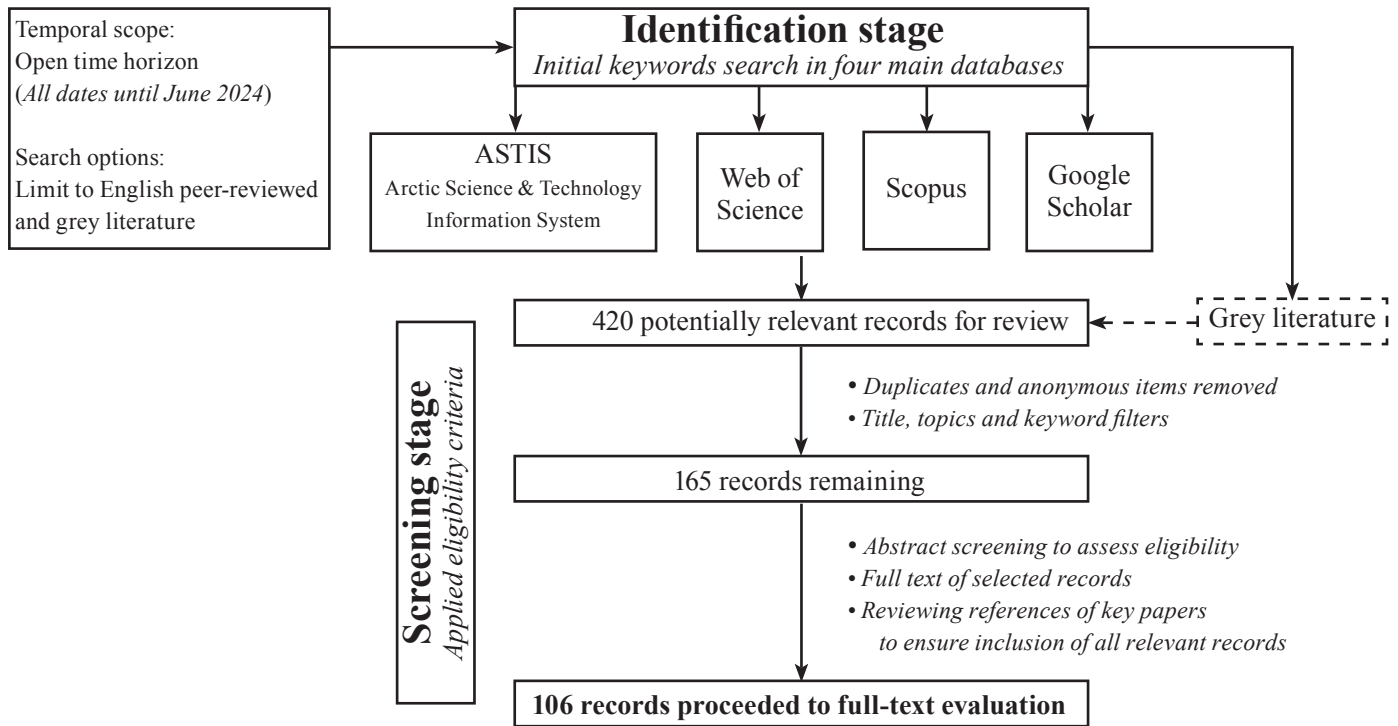 Temporal scope:
Open time horizon
(All dates until June 2024)
Search options:
Limit to English peer-reviewed
and grey literature
Identification stage
Initial keywords search in four main databases
ASTIS
Arctic Science & Technology
Information System
Web of
Science
Scopus
Google
Scholar
420 potentially relevant records for review
Grey literature
Screening stage
Applied eligibility criteria
• Duplicates and anonymous items removed
• Title, topics and keyword filters
165 records remaining
• Abstract screening to assess eligibility
• Full text of selected records
• Reviewing references of key papers
to ensure inclusion of all relevant records
106 records proceeded to full-text evaluation